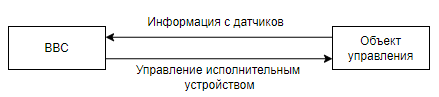 Информация с датчиков
ВВС
Объект
управления
Управление исполнительным
устройством